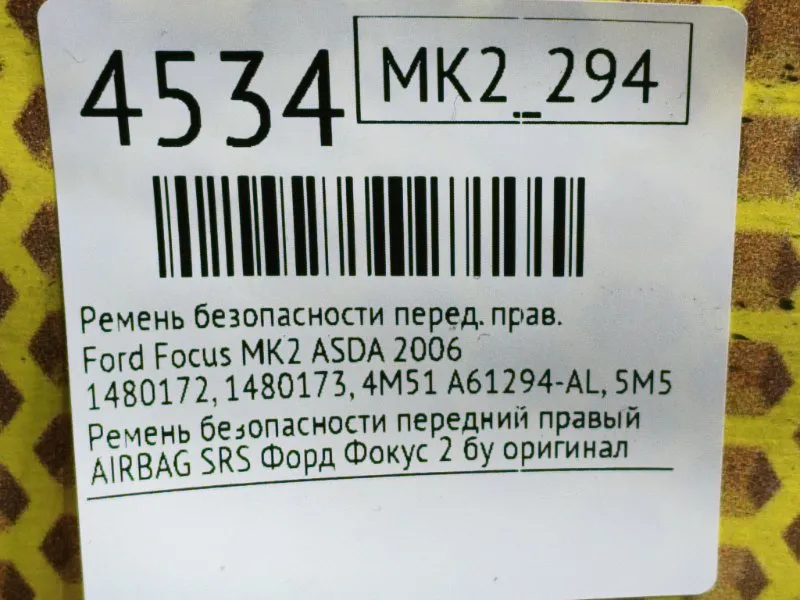 4534
MK2_294
Ремень безопасности перед. прав.
Ford Focus MK2 ASDA 2006
1480172, 1480173, 4M51 A61294-AL, 5M5
Ремень безопасности передний правый
AIRBAG SRS Форд Фокус 2 бу оригинал